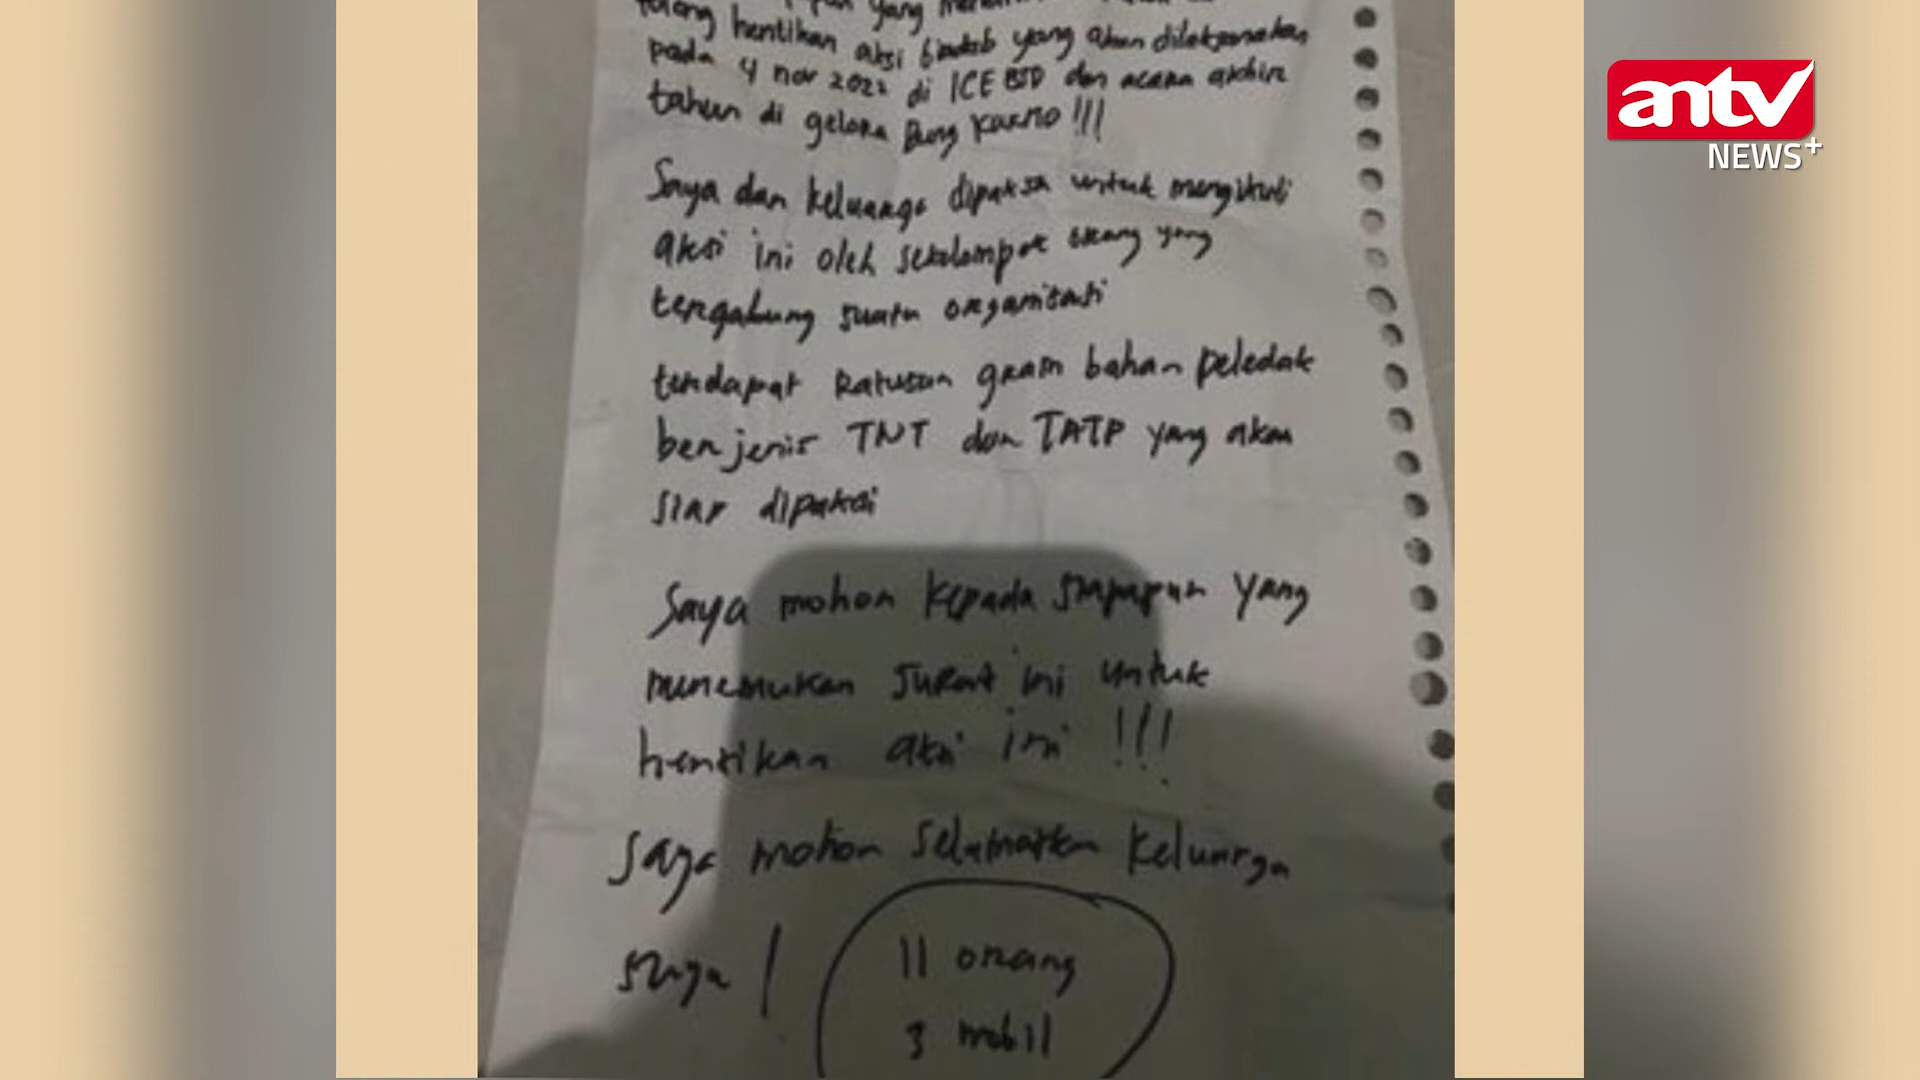 yang
tolong hentikan aksi biadab yang akan dilaksanakan
pada 4 nov 2022 di ICE BSD dan acara akhir
tahun di gelora Bung Karno!!!
Saya dan keluarga dipaksa untuk mengikuti
aksi ini oleh sekelompok orang yang
tergabung suatu organisasi
terdapat Ratusan gram bahan peledak
berjenis TNT dan TATP yang akan
siap dipakai
Saya mohon kepada siapapun yang
menemukan surat ini untuk
hentikan aksi ini !!!
saya mohon selamatkan keluarga
saya !
11 orang
3 mobil
antv
NEWS+